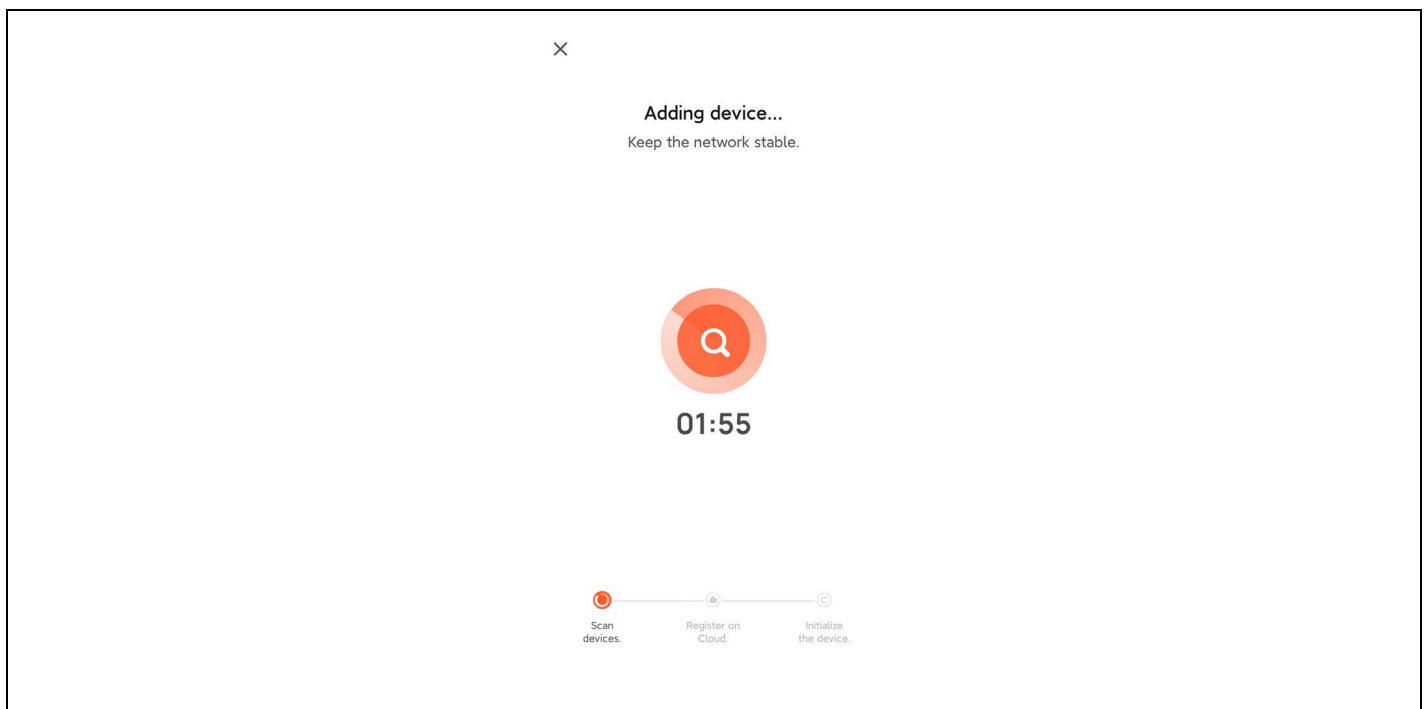 Adding device...
Keep the network stable.
01:55
Scan
devices.
Register on
Cloud.
Initialize
the device.